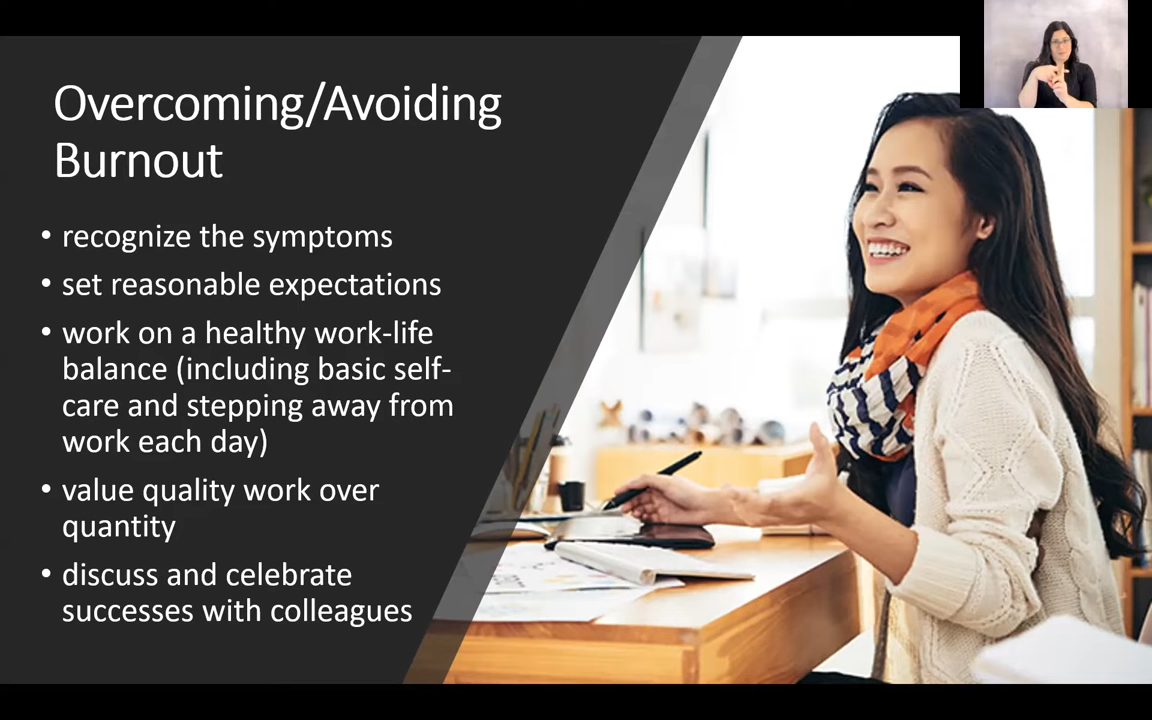 Overcoming/Avoiding
Burnout
• recognize the symptoms
• set reasonable expectations
• work on a healthy work-life
balance (including basic self-
care and stepping away from
work each day)
• value quality work over
quantity
• discuss and celebrate
successes with colleagues